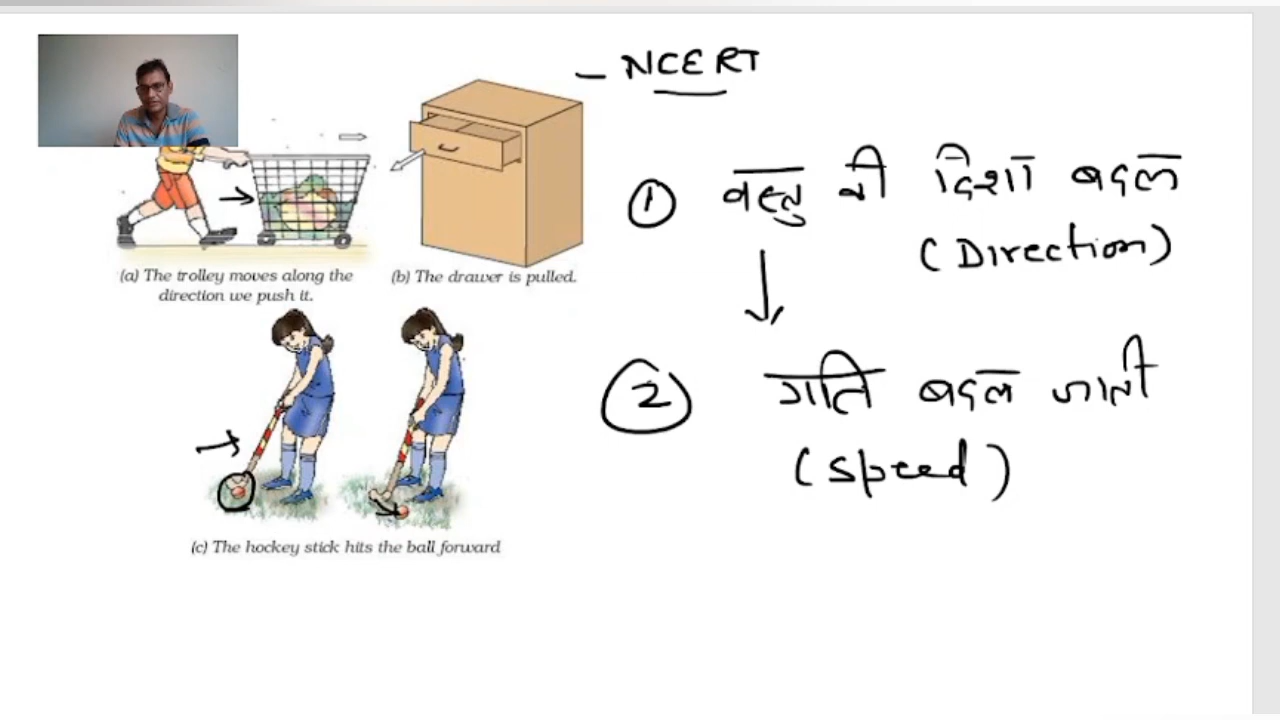 — NCERT
① वस्तु की दिशा बदल
(Direction)
② गति बदल जाती
(speed)
(a) The trolley moves along the
direction we push it.
(b) The drawer is pulled.
(c) The hockey stick hits the ball forward